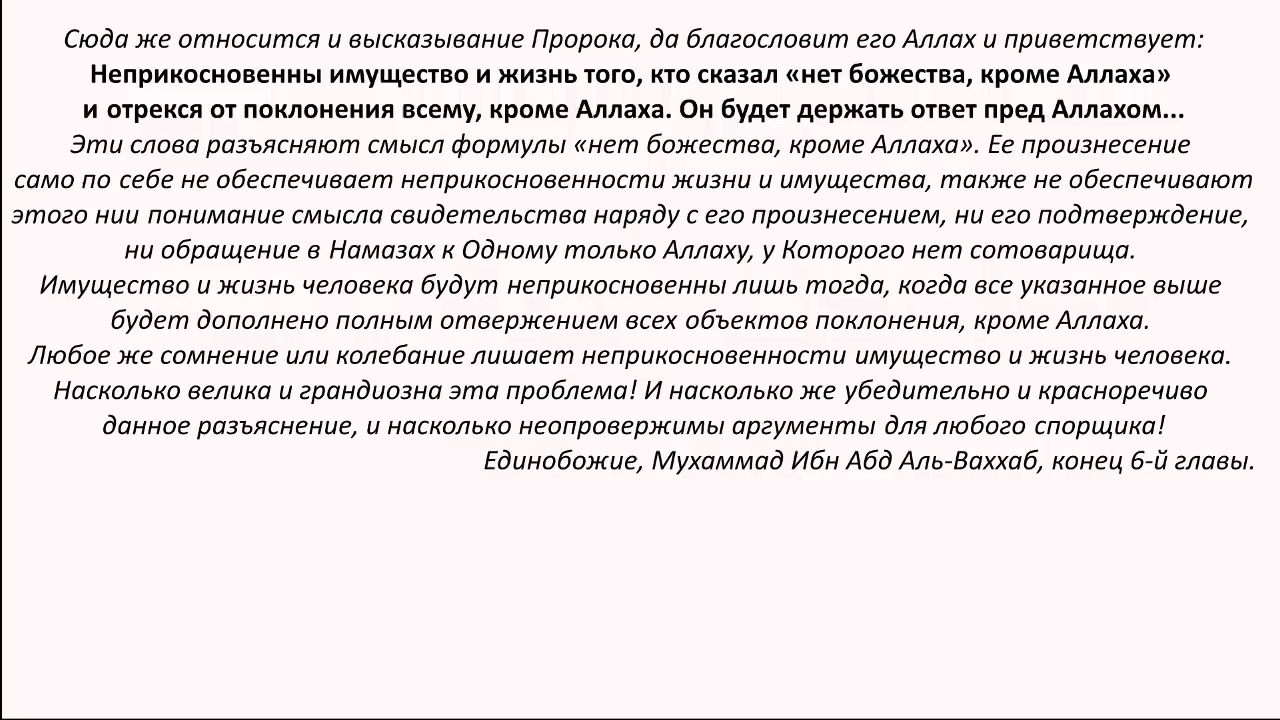 Сюда же относится и высказывание Пророка, да благословит его Аллах и приветствует:
Неприкосновенны имущество и жизнь того, кто сказал «нет божества, кроме Аллаха»
и отрекся от поклонения всему, кроме Аллаха. Он будет держать ответ пред Аллахом...
Эти слова разъясняют смысл формулы «нет божества, кроме Аллаха». Ее произнесение
само по себе не обеспечивает неприкосновенности жизни и имущества, также не обеспечивают
этого нии понимание смысла свидетельства наряду с его произнесением, ни его подтверждение,
ни обращение в Намазах к Одному только Аллаху, у Которого нет сотоварища.
Имущество и жизнь человека будут неприкосновенны лишь тогда, когда все указанное выше
будет дополнено полным отвержением всех объектов поклонения, кроме Аллаха.
Любое же сомнение или колебание лишает неприкосновенности имущество и жизнь человека.
Насколько велика и грандиозна эта проблема! И насколько же убедительно и красноречиво
данное разъяснение, и насколько неопровержимы аргументы для любого спорщика!
Единобожие, Мухаммад Ибн Абд Аль-Ваххаб, конец 6-й главы.